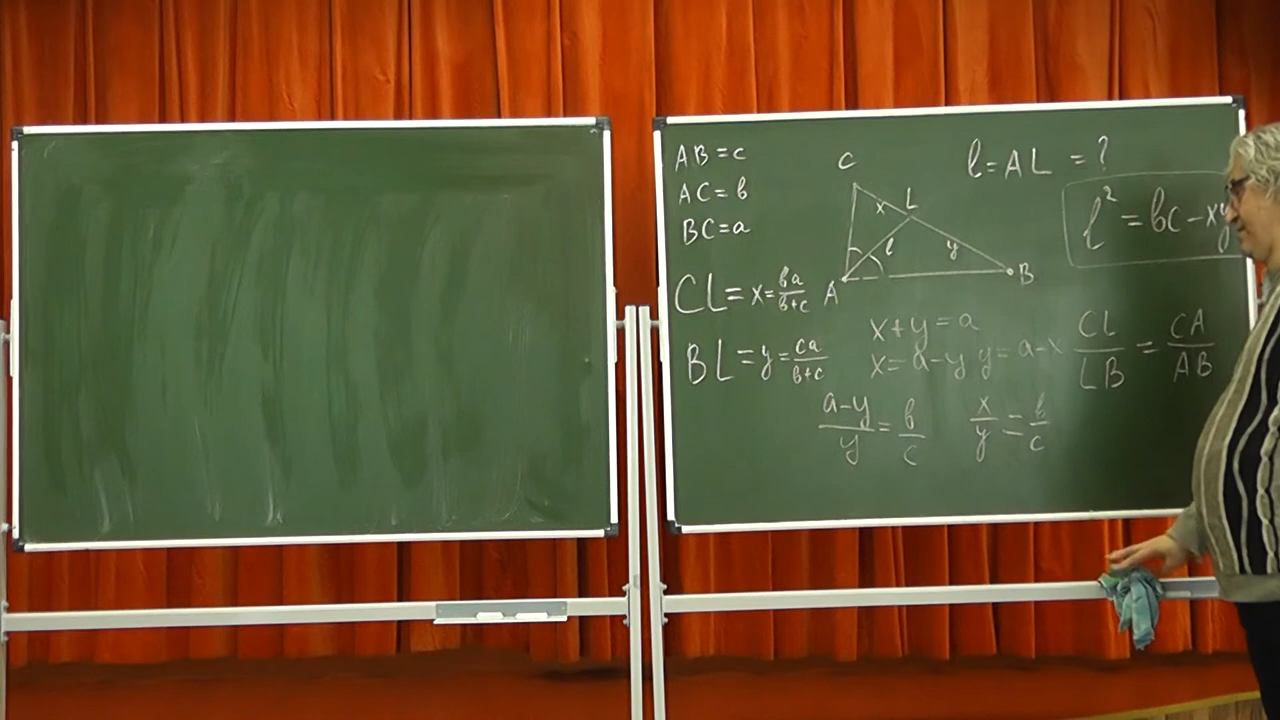 AB = c
AC = b
BC = a
CL = x = ba/b+c
BL = y = ca/b+c
C
L
x
l
y
A
B
l = AL = ?
l² = bc - xy
x + y = a
x = a - y y = a - x
CL/LB = CA/AB
a-y/y = b/c
x/y = b/c